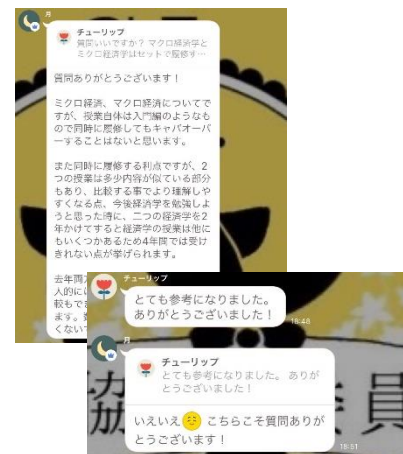 月
チューリップ
質問いいですか? マクロ経済学と
ミクロ経済学はセットで履修す…
質問ありがとうございます!
ミクロ経済、マクロ経済についてで
すが、授業自体は入門編のようなも
ので同時に履修してもキャパオーバ
ーすることはないと思います。
また同時に履修する利点ですが、2
つの授業は多少内容が似ている部分
もあり、比較する事でより理解しや
すくなる点、今後経済学を勉強しよ
うと思った時に、二つの経済学を2
年かけてすると経済学の授業は他に
もいくつかあるため4年間では受け
きれない点が挙げられます。
チューリップ
とても参考になりました。
ありがとうございました!
18:48
月
チューリップ
とても参考になりました。 ありが
とうございました!
いえいえ😌 こちらこそ質問ありが
とうございます!
18:51
協
員